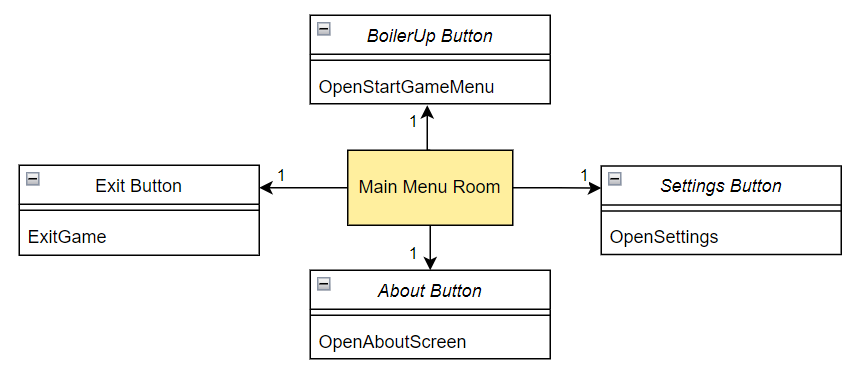 BoilerUp Button
OpenStartGameMenu
1
Exit Button
ExitGame
1
Main Menu Room
1
Settings Button
OpenSettings
1
About Button
OpenAboutScreen